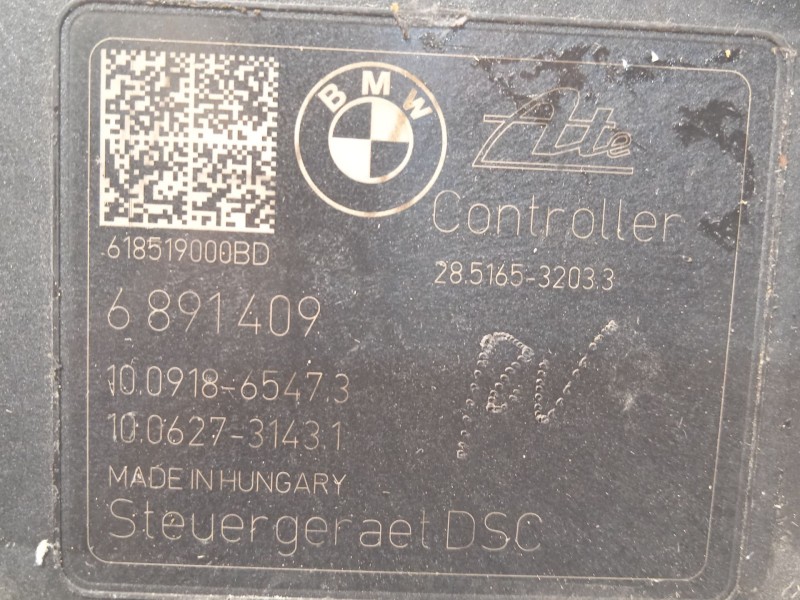 BMW
Ate
Controller
618519000BD
28.5165-3203.3
6 891 409
10.0918-6547.3
10.0627-3143.1
MADE IN HUNGARY
Steuergeraet DSC